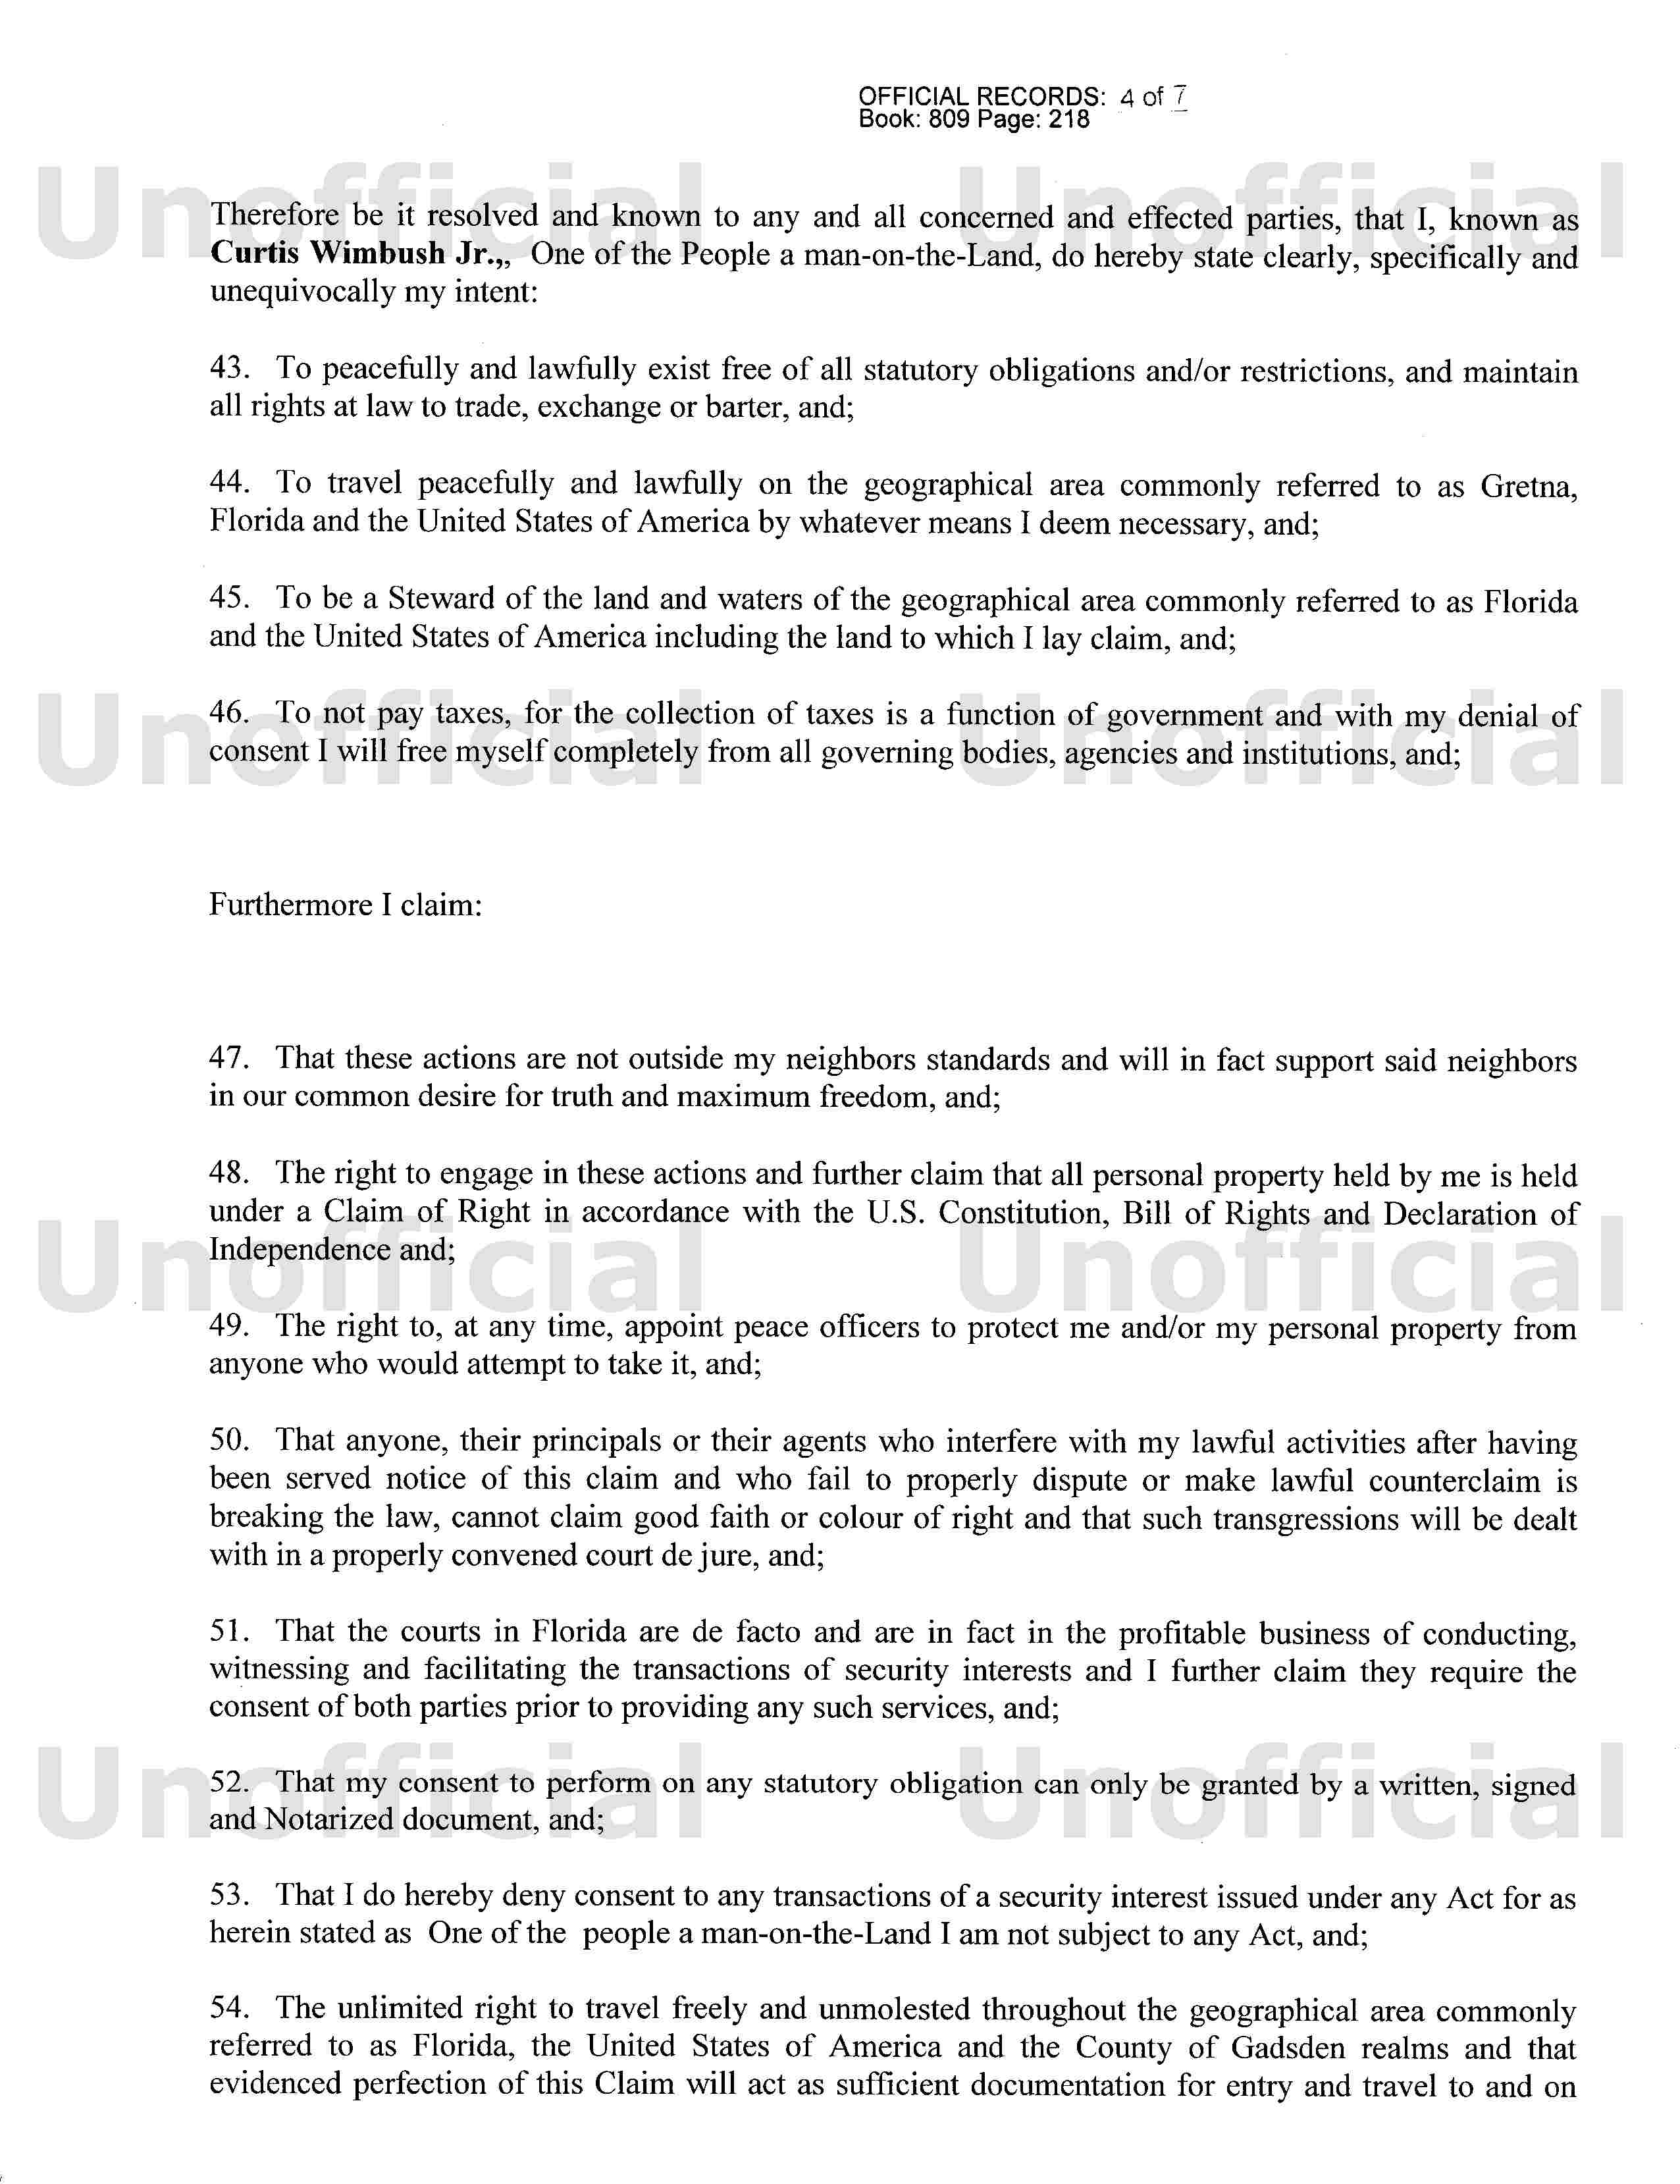 OFFICIAL RECORDS: 4 of 7
Book: 809 Page: 218
Unofficial Unofficial
Therefore be it resolved and known to any and all concerned and effected parties, that I, known as
Curtis Wimbush Jr.,, One of the People a man-on-the-Land, do hereby state clearly, specifically and
unequivocally my intent:
43. To peacefully and lawfully exist free of all statutory obligations and/or restrictions, and maintain
all rights at law to trade, exchange or barter, and;
44. To travel peacefully and lawfully on the geographical area commonly referred to as Gretna,
Florida and the United States of America by whatever means I deem necessary, and;
45. To be a Steward of the land and waters of the geographical area commonly referred to as Florida
and the United States of America including the land to which I lay claim, and;
Unofficial Unofficial
46. To not pay taxes, for the collection of taxes is a function of government and with my denial of
consent I will free myself completely from all governing bodies, agencies and institutions, and;
Furthermore I claim:
47. That these actions are not outside my neighbors standards and will in fact support said neighbors
in our common desire for truth and maximum freedom, and;
48. The right to engage in these actions and further claim that all personal property held by me is held
under a Claim of Right in accordance with the U.S. Constitution, Bill of Rights and Declaration of
Independence and;
Unofficial Unofficial
49. The right to, at any time, appoint peace officers to protect me and/or my personal property from
anyone who would attempt to take it, and;
50. That anyone, their principals or their agents who interfere with my lawful activities after having
been served notice of this claim and who fail to properly dispute or make lawful counterclaim is
breaking the law, cannot claim good faith or colour of right and that such transgressions will be dealt
with in a properly convened court de jure, and;
51. That the courts in Florida are de facto and are in fact in the profitable business of conducting,
witnessing and facilitating the transactions of security interests and I further claim they require the
consent of both parties prior to providing any such services, and;
Unofficial Unofficial
52. That my consent to perform on any statutory obligation can only be granted by a written, signed
and Notarized document, and;
53. That I do hereby deny consent to any transactions of a security interest issued under any Act for as
herein stated as One of the people a man-on-the-Land I am not subject to any Act, and;
54. The unlimited right to travel freely and unmolested throughout the geographical area commonly
referred to as Florida, the United States of America and the County of Gadsden realms and that
evidenced perfection of this Claim will act as sufficient documentation for entry and travel to and on